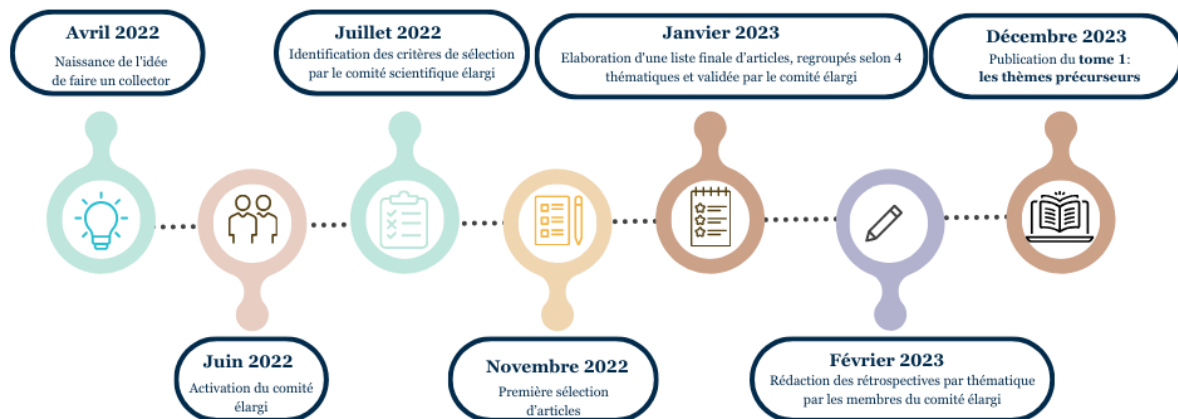 Avril 2022
Naissance de l'idée
de faire un collector
Juin 2022
Activation du comité
élargi
Juillet 2022
Identification des critères de sélection
par le comité scientifique élargi
Novembre 2022
Première sélection
d'articles
Janvier 2023
Elaboration d'une liste finale d'articles, regroupés selon 4
thématiques et validée par le comité élargi
Février 2023
Rédaction des rétrospectives par thématique
par les membres du comité élargi
Décembre 2023
Publication du tome 1:
les thèmes précurseurs